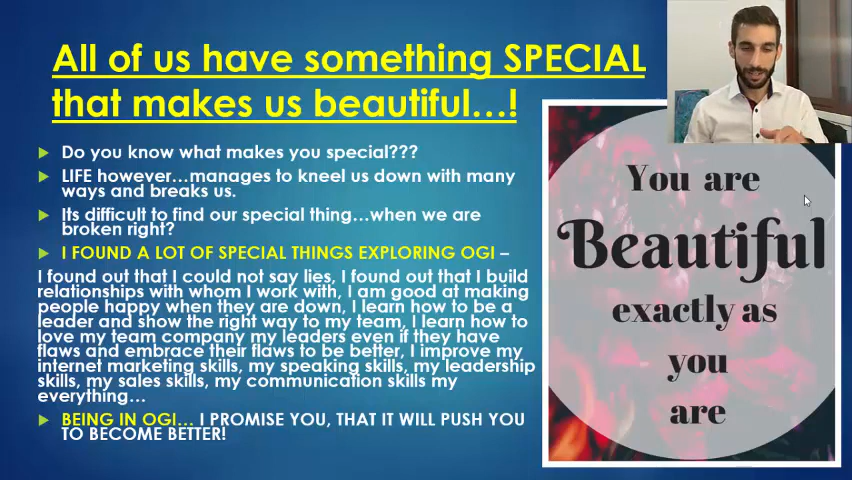 All of us have something SPECIAL
that makes us beautiful...!
Do you know what makes you special???
LIFE however...manages to kneel us down with many
ways and breaks us.
Its difficult to find our special thing...when we are
broken right?
I FOUND A LOT OF SPECIAL THINGS EXPLORING OGI –
I found out that I could not say lies, I found out that I build
relationships with whom I work with, I am good at making
people happy when they are down, I learn how to be a
leader and show the right way to my team, I learn how to
love my team company my leaders even if they have
flaws and embrace their flaws to be better, I improve my
internet marketing skills, my speaking skills, my leadership
skills, my sales skills, my communication skills my
everything...
BEING IN OGI... I PROMISE YOU, THAT IT WILL PUSH YOU
TO BECOME BETTER!
You are
Beautiful
exactly as
you
are